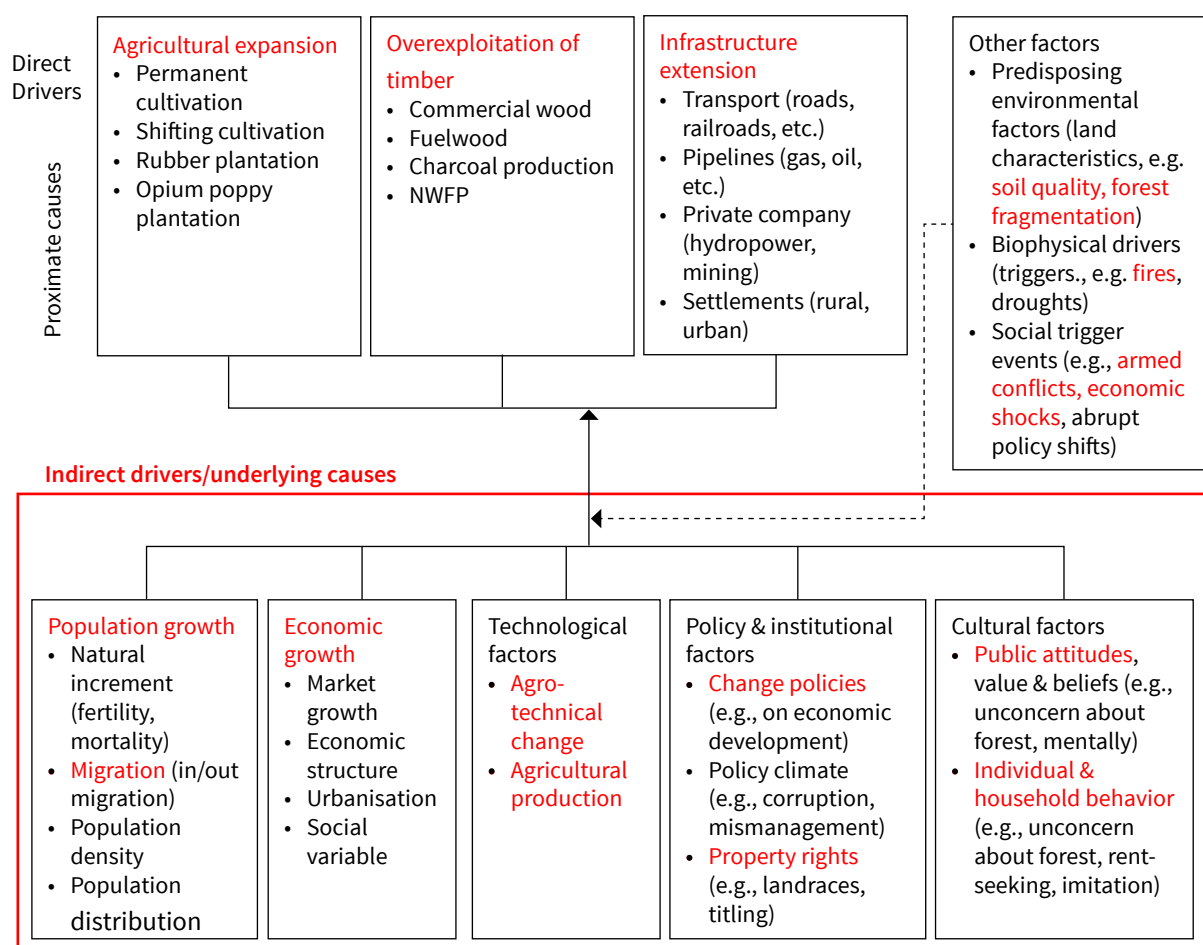 Direct
Drivers
Proximate causes
Agricultural expansion
• Permanent
cultivation
• Shifting cultivation
• Rubber plantation
• Opium poppy
plantation
Overexploitation of
timber
• Commercial wood
• Fuelwood
• Charcoal production
• NWFP
Infrastructure
extension
• Transport (roads,
railroads, etc.)
• Pipelines (gas, oil,
etc.)
• Private company
(hydropower,
mining)
• Settlements (rural,
urban)
Other factors
• Predisposing
environmental
factors (land
characteristics, e.g.
soil quality, forest
fragmentation)
• Biophysical drivers
(triggers., e.g. fires,
droughts)
• Social trigger
events (e.g., armed
conflicts, economic
shocks, abrupt
policy shifts)
Indirect drivers/underlying causes
Population growth
• Natural
increment
(fertility,
mortality)
• Migration (in/out
migration)
• Population
density
• Population
distribution
Economic
growth
• Market
growth
• Economic
structure
• Urbanisation
• Social
variable
Technological
factors
• Agro-
technical
change
• Agricultural
production
Policy & institutional
factors
• Change policies
(e.g., on economic
development)
• Policy climate
(e.g., corruption,
mismanagement)
• Property rights
(e.g., landraces,
titling)
Cultural factors
• Public attitudes,
value & beliefs (e.g.,
unconcern about
forest, mentally)
• Individual &
household behavior
(e.g., unconcern
about forest, rent-
seeking, imitation)